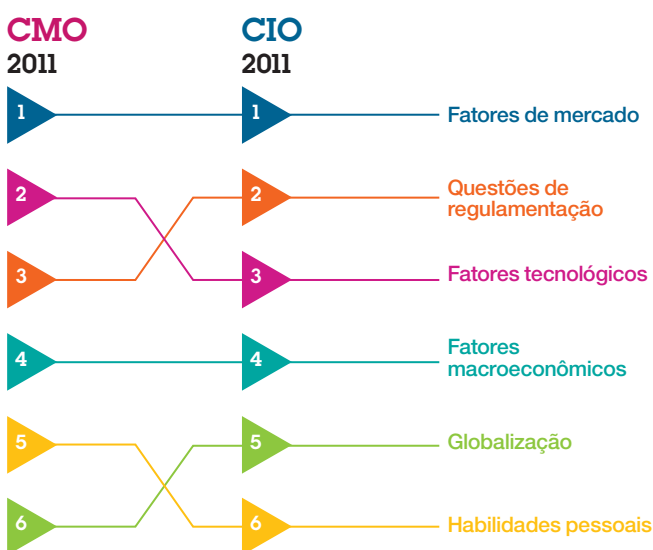 CMO CIO
2011 2011
1 1 Fatores de mercado
2 2 Questões de
regulamentação
3 3 Fatores tecnológicos
4 4 Fatores
macroeconômicos
5 5 Globalização
6 6 Habilidades pessoais